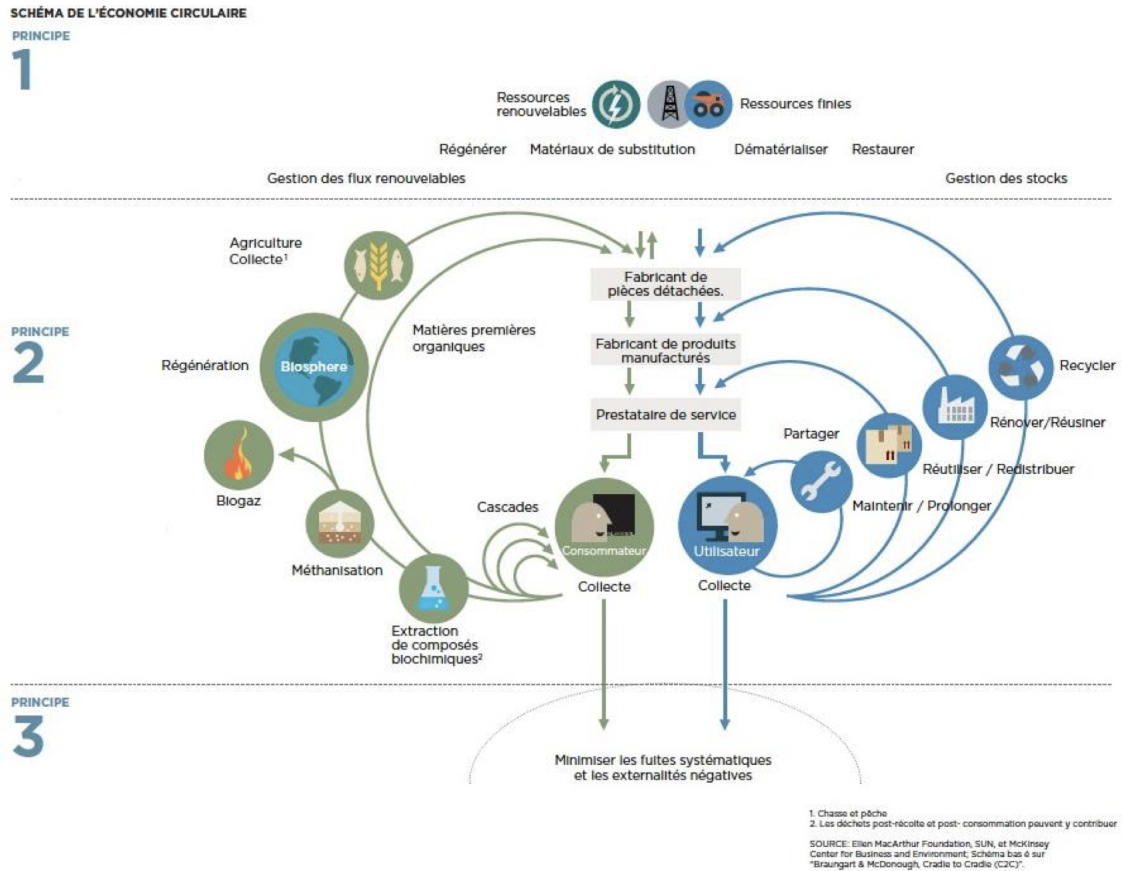 SCHÉMA DE L'ÉCONOMIE CIRCULAIRE
PRINCIPE
1
Ressources
renouvelables
Ressources finies
Régénérer
Matériaux de substitution
Dématérialiser
Restaurer
Gestion des flux renouvelables
Gestion des stocks
PRINCIPE
2
Agriculture
Collecte¹
Régénération
Biosphere
Matières premières
organiques
Biogaz
Méthanisation
Extraction
de composés
biochimiques²
Cascades
Fabricant de
pièces détachées.
Fabricant de produits
manufacturés
Prestataire de service
Consommateur
Collecte
Utilisateur
Collecte
Partager
Maintenir / Prolonger
Réutiliser / Redistribuer
Rénover/Réusiner
Recycler
PRINCIPE
3
Minimiser les fuites systématiques
et les externalités négatives
1. Chasse et pêche
2. Les déchets post-récolte et post- consommation peuvent y contribuer
SOURCE: Ellen MacArthur Foundation, SUN, et McKinsey
Center for Business and Environment; Schéma bas é sur
"Braungart & McDonough, Cradle to Cradle (C2C)".